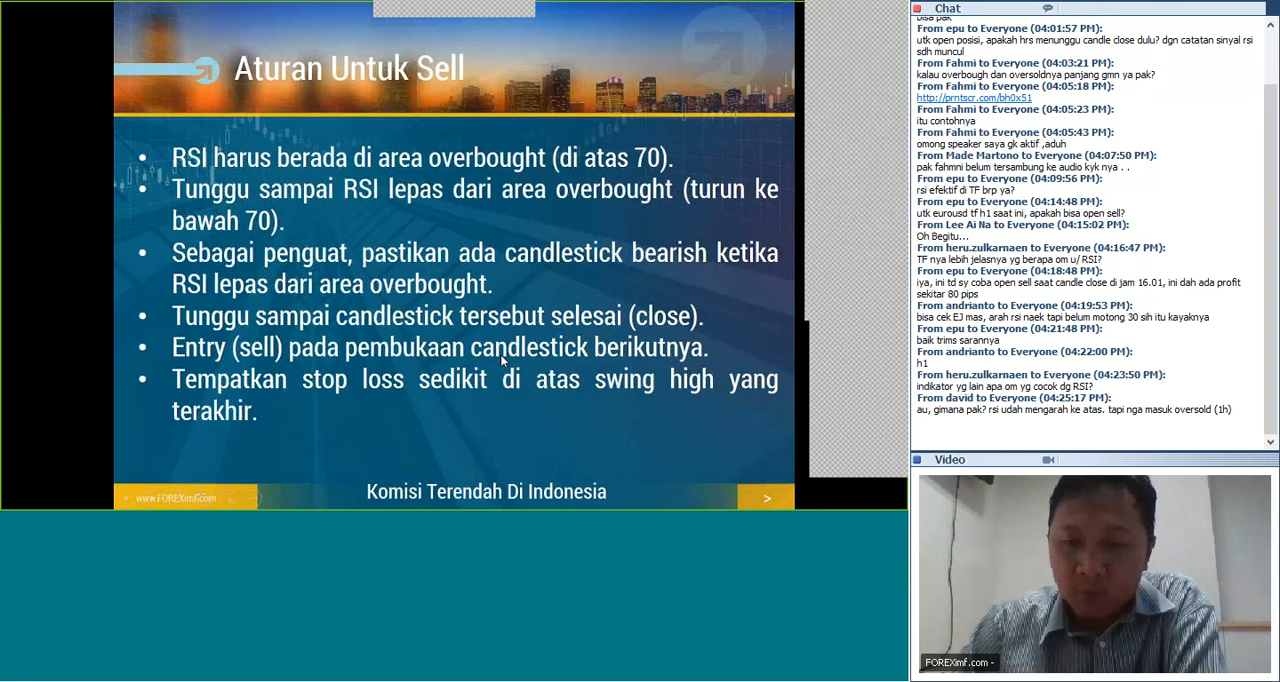 Aturan Untuk Sell
• RSI harus berada di area overbought (di atas 70).
• Tunggu sampai RSI lepas dari area overbought (turun ke
bawah 70).
• Sebagai penguat, pastikan ada candlestick bearish ketika
RSI lepas dari area overbought.
• Tunggu sampai candlestick tersebut selesai (close).
• Entry (sell) pada pembukaan candlestick berikutnya.
• Tempatkan stop loss sedikit di atas swing high yang
terakhir.
www.FOREXimf.com
Komisi Terendah Di Indonesia
>
Chat
bisa pak
From epu to Everyone (04:01:57 PM):
utk open posisi, apakah hrs menunggu candle close dulu? dgn catatan sinyal rsi
sdh muncul
From Fahmi to Everyone (04:03:21 PM):
kalau overbough dan oversoldnya panjang gmn ya pak?
From Fahmi to Everyone (04:05:18 PM):
http://prntscr.com/bh0x51
From Fahmi to Everyone (04:05:23 PM):
itu contohnya
From Fahmi to Everyone (04:05:43 PM):
omong speaker saya gk aktif ,aduh
From Made Martono to Everyone (04:07:50 PM):
pak fahmni belum tersambung ke audio kyk nya . .
From epu to Everyone (04:09:56 PM):
rsi efektif di TF brp ya?
From epu to Everyone (04:14:48 PM):
utk eurousd tf h1 saat ini, apakah bisa open sell?
From Lee Ai Na to Everyone (04:15:02 PM):
Oh Begitu...
From heru.zulkarnaen to Everyone (04:16:47 PM):
TF nya lebih jelasnya yg berapa om u/ RSI?
From epu to Everyone (04:18:48 PM):
iya, ini td sy coba open sell saat candle close di jam 16.01, ini dah ada profit
sekitar 80 pips
From andrianto to Everyone (04:19:53 PM):
bisa cek EJ mas, arah rsi naek tapi belum motong 30 sih itu kayaknya
From epu to Everyone (04:21:48 PM):
baik trims sarannya
From andrianto to Everyone (04:22:00 PM):
h1
From heru.zulkarnaen to Everyone (04:23:50 PM):
indikator yg lain apa om yg cocok dg RSI?
From david to Everyone (04:25:17 PM):
au, gimana pak? rsi udah mengarah ke atas. tapi nga masuk oversold (1h)
Video
FOREXimf.com -